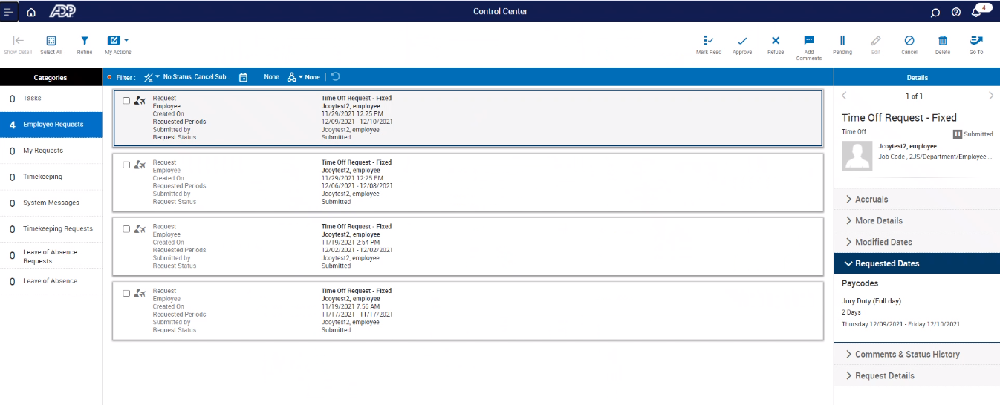 ADP
Control Center
4
Show Detail
Select All
Refine
My Actions
Mark Read
Approve
Refuse
Add Comments
Pending
Edit
Cancel
Delete
Go To
Categories
0 Tasks
4 Employee Requests
0 My Requests
0 Timekeeping
0 System Messages
0 Timekeeping Requests
0 Leave of Absence
Requests
0 Leave of Absence
Filter : No Status, Cancel Sub... None None
Request Time Off Request - Fixed
Employee Jcoytest2, employee
Created On 11/29/2021 12:25 PM
Requested Periods 12/09/2021 - 12/10/2021
Submitted by Jcoytest2, employee
Request Status Submitted
Request Time Off Request - Fixed
Employee Jcoytest2, employee
Created On 11/29/2021 12:25 PM
Requested Periods 12/06/2021 - 12/08/2021
Submitted by Jcoytest2, employee
Request Status Submitted
Request Time Off Request - Fixed
Employee Jcoytest2, employee
Created On 11/19/2021 2:54 PM
Requested Periods 12/02/2021 - 12/02/2021
Submitted by Jcoytest2, employee
Request Status Submitted
Request Time Off Request - Fixed
Employee Jcoytest2, employee
Created On 11/19/2021 7:56 AM
Requested Periods 11/17/2021 - 11/17/2021
Submitted by Jcoytest2, employee
Request Status Submitted
Details
1 of 1
Time Off Request - Fixed
Time Off
Submitted
Jcoytest2, employee
Job Code , 2JS/Department/Employee ...
Accruals
More Details
Modified Dates
Requested Dates
Paycodes
Jury Duty (Full day)
2 Days
Thursday 12/09/2021 - Friday 12/10/2021
Comments & Status History
Request Details